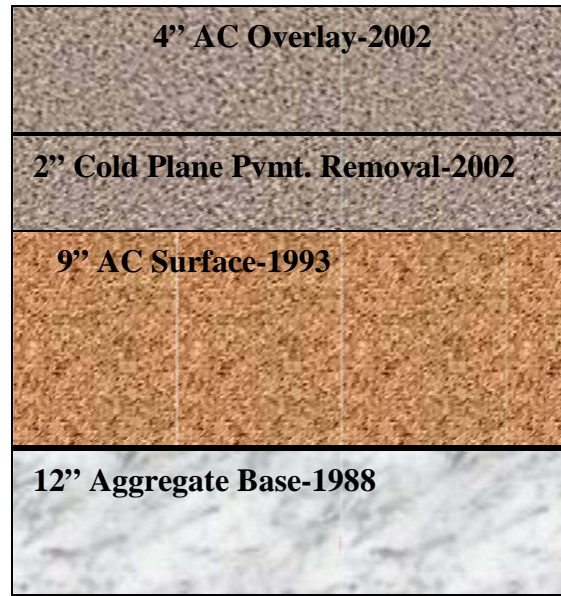 4” AC Overlay-2002
2” Cold Plane Pvmt. Removal-2002
9” AC Surface-1993
12” Aggregate Base-1988